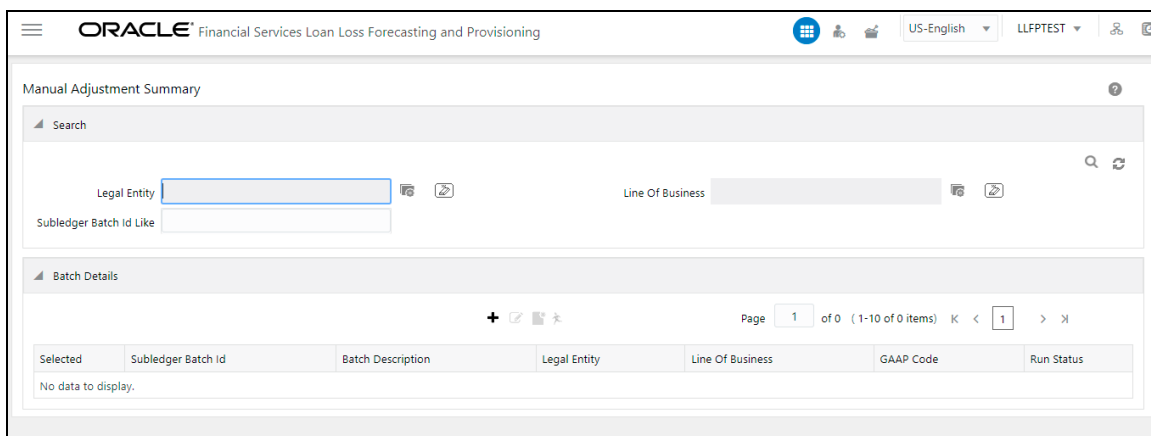 ORACLE® Financial Services Loan Loss Forecasting and Provisioning US-English LLFPTEST
Manual Adjustment Summary
Search
Legal Entity Line Of Business
Subledger Batch Id Like
Batch Details
Page 1 of 0 (1-10 of 0 items) 1
Selected Subledger Batch Id Batch Description Legal Entity Line Of Business GAAP Code Run Status
No data to display.